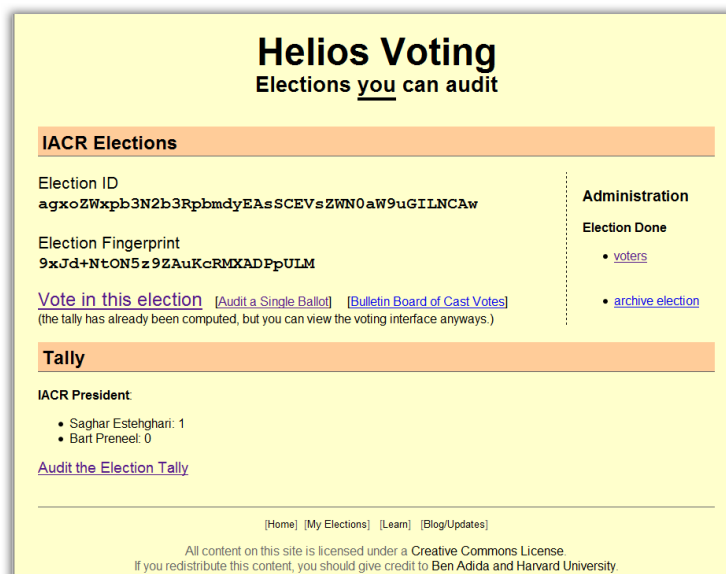 Helios Voting
Elections you can audit
IACR Elections
Election ID
agxoZWxpb3N2b3RpbmdyEAsSCEVsZWN0aW9uGILNCAw
Election Fingerprint
9xJd+NtON5z9ZAuKcRMXADPpULM
Vote in this election [Audit a Single Ballot] [Bulletin Board of Cast Votes]
(the tally has already been computed, but you can view the voting interface anyways.)
Administration
Election Done
• voters
• archive election
Tally
IACR President:
• Saghar Estehghari: 1
• Bart Preneel: 0
Audit the Election Tally
[Home] [My Elections] [Learn] [Blog/Updates]
All content on this site is licensed under a Creative Commons License.
If you redistribute this content, you should give credit to Ben Adida and Harvard University.